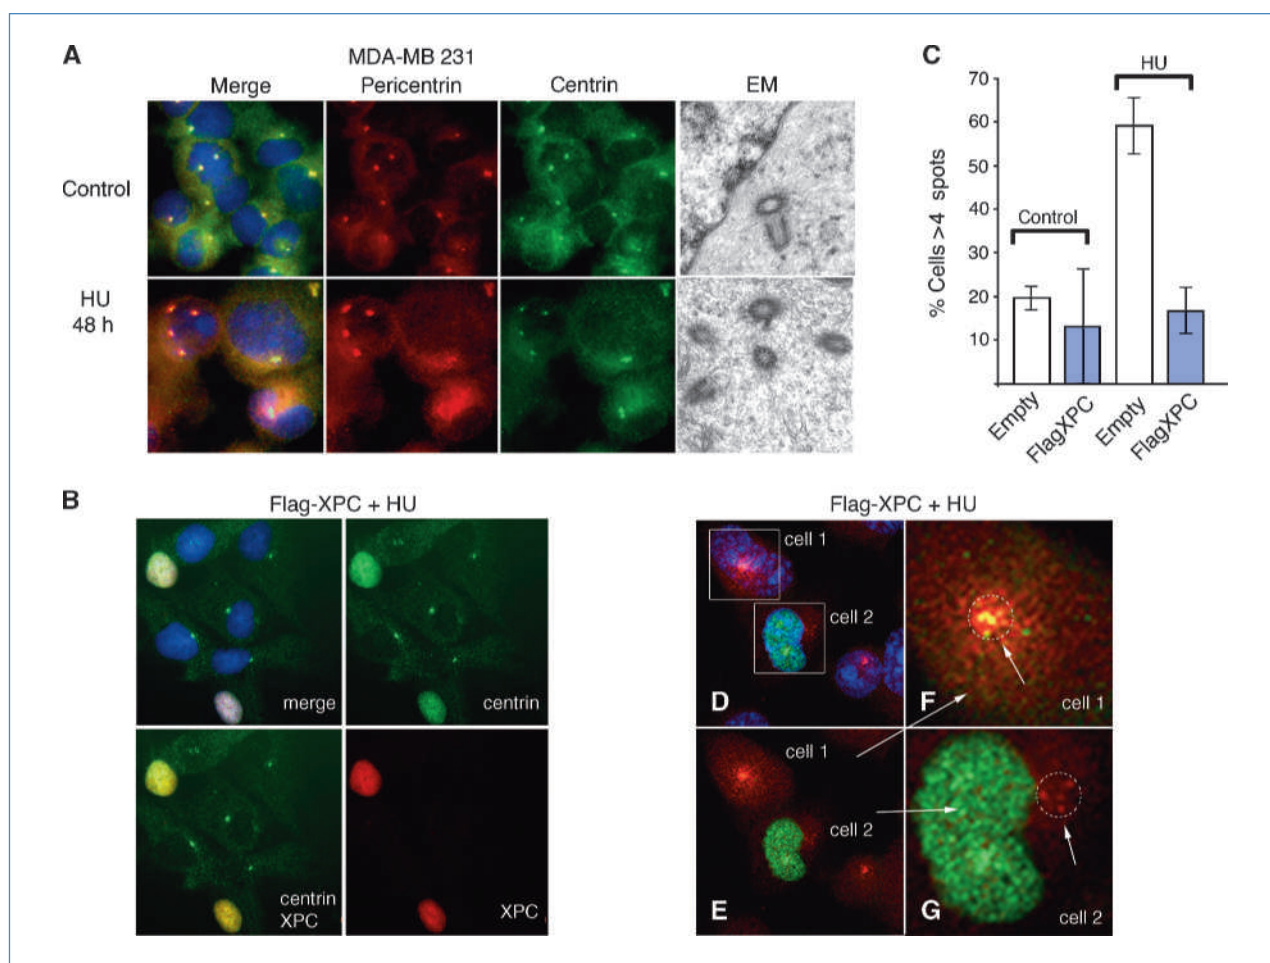 A
MDA-MB 231
Merge Pericentrin Centrin EM
Control
HU
48 h
C
HU
Control
% Cells >4 spots
70
60
50
40
30
20
10
Empty
FlagXPC
Empty
FlagXPC
B
Flag-XPC + HU
merge
centrin
centrin
XPC
XPC
Flag-XPC + HU
cell 1
cell 2
D
F
cell 1
cell 1
cell 2
E
G
cell 2